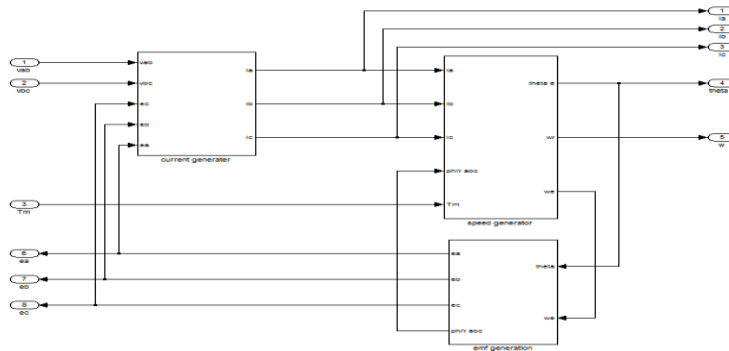 1
Ia
2
Ib
3
Ic
1
vab
2
vbc
vab
vbc
ec
eb
ea
Ia
Ib
Ic
current generater
Ia
Ib
Ic
phi'r abc
Tm
theta e
wr
we
speed generator
4
theta
5
w
3
Tm
6
ea
7
eb
8
ec
ea
eb
ec
phi'r abc
theta
we
emf generation